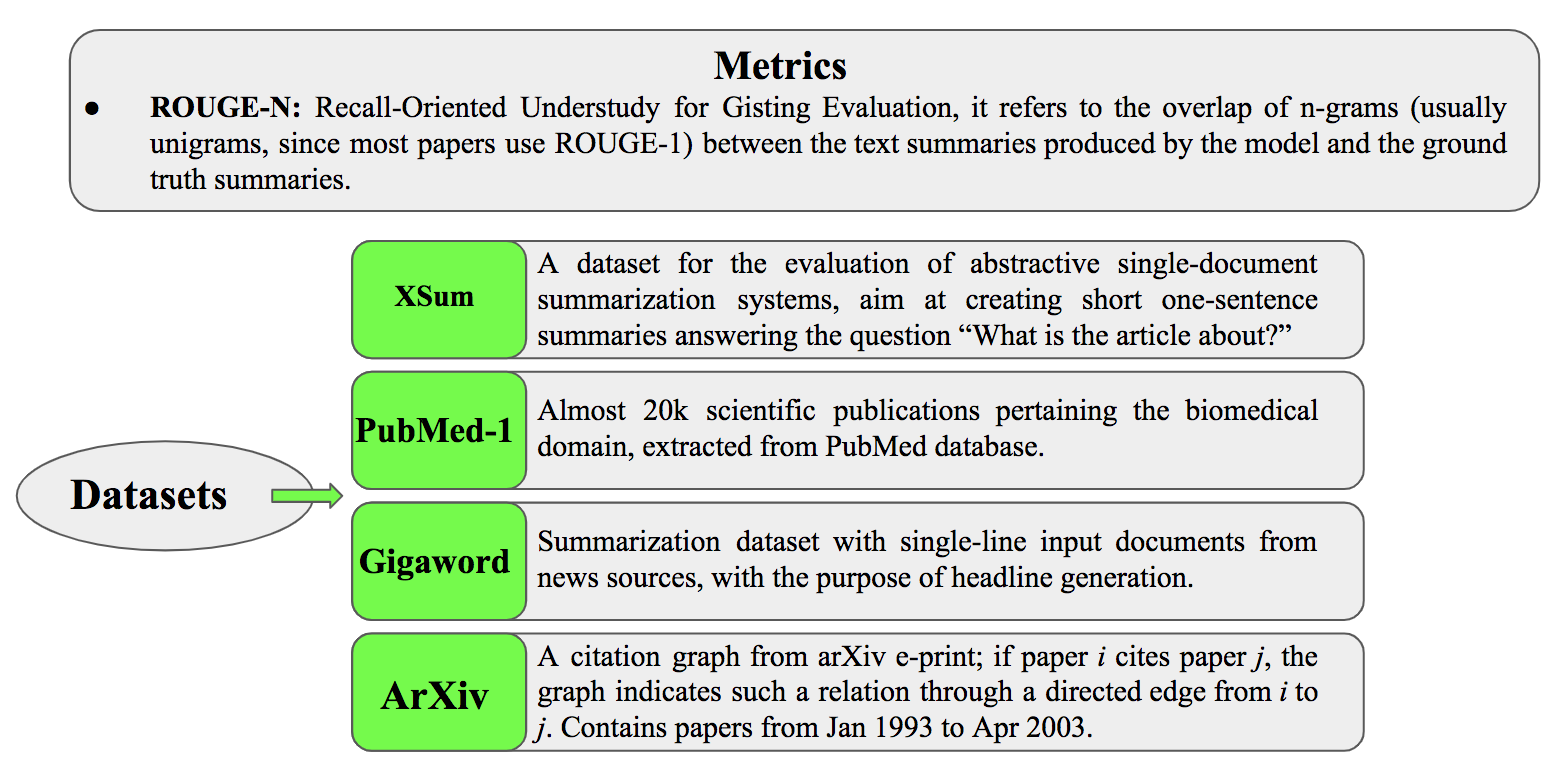 Metrics
● ROUGE-N: Recall-Oriented Understudy for Gisting Evaluation, it refers to the overlap of n-grams (usually
unigrams, since most papers use ROUGE-1) between the text summaries produced by the model and the ground
truth summaries.
XSum
A dataset for the evaluation of abstractive single-document
summarization systems, aim at creating short one-sentence
summaries answering the question “What is the article about?”
PubMed-1
Almost 20k scientific publications pertaining the biomedical
domain, extracted from PubMed database.
Datasets
Gigaword
Summarization dataset with single-line input documents from
news sources, with the purpose of headline generation.
ArXiv
A citation graph from arXiv e-print; if paper i cites paper j, the
graph indicates such a relation through a directed edge from i to
j. Contains papers from Jan 1993 to Apr 2003.